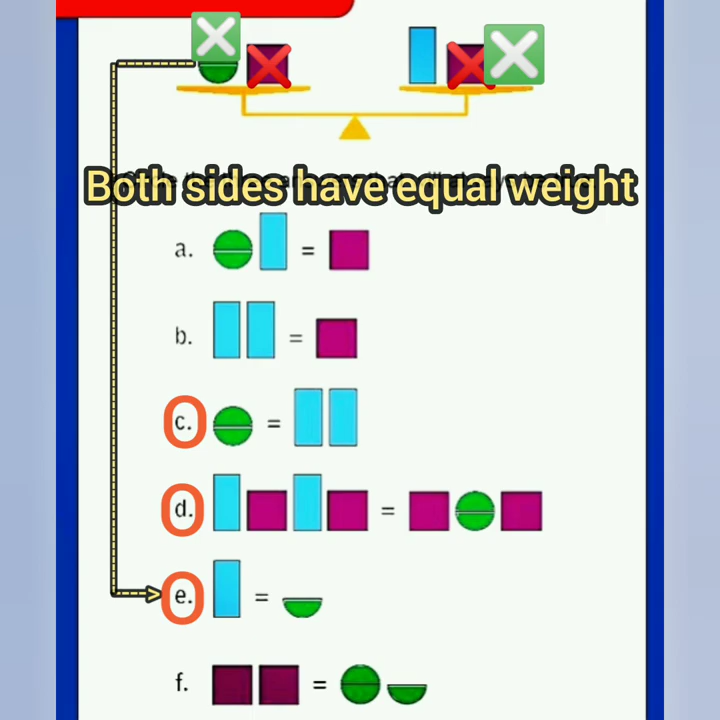 Both sides have equal weight
a. =
b. =
c. =
d. =
e. =
f. =